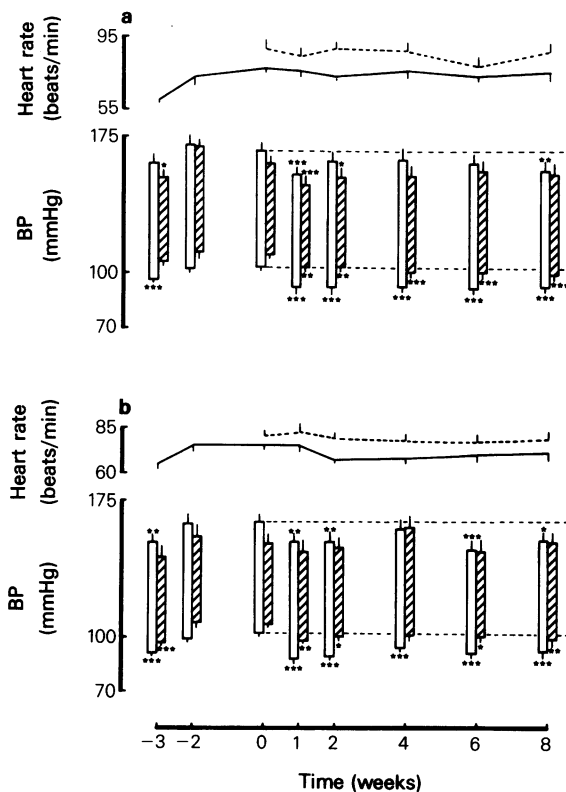 a
Heart rate
(beats/min)
95
55
BP
(mmHg)
175
100
70
*** * *** *** * **
*** *** ** *** ** *** *** *** *** *** ***
b
Heart rate
(beats/min)
85
60
BP
(mmHg)
175
100
70
** ** ** *** *
*** *** *** ** *** * *** *** * *** **
−3 −2 0 1 2 4 6 8
Time (weeks)